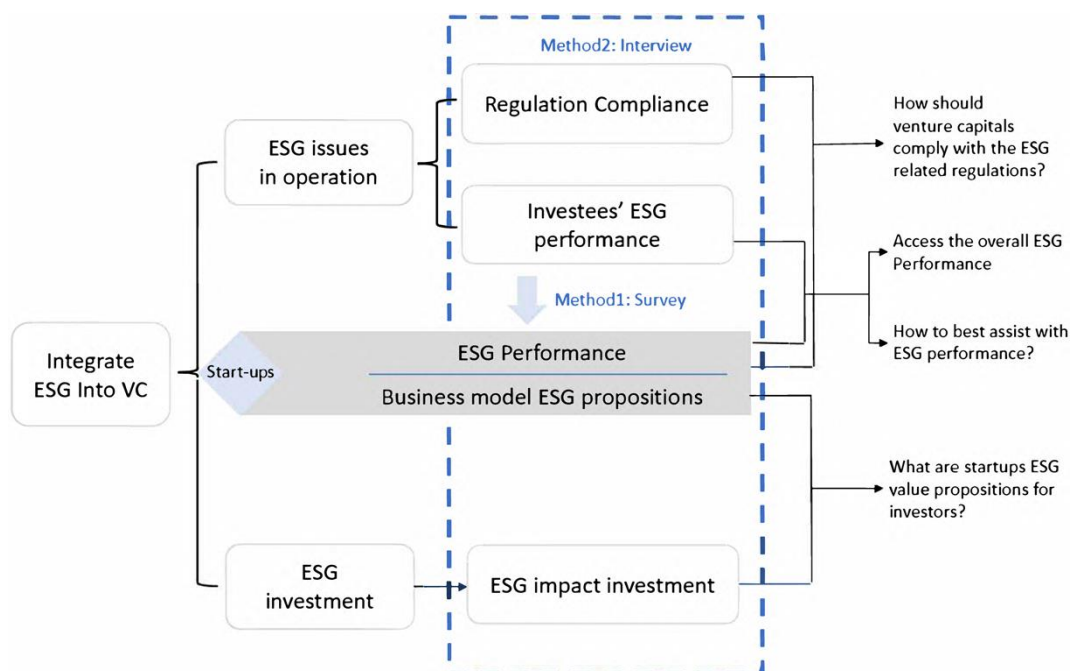 Method2: Interview
Regulation Compliance
How should
venture capitals
comply with the ESG
related regulations?
ESG issues
in operation
Investees' ESG
performance
Access the overall ESG
Performance
Method1: Survey
How to best assist with
ESG performance?
Integrate
ESG Into VC
Start-ups
ESG Performance
Business model ESG propositions
What are startups ESG
value propositions for
investors?
ESG
investment
ESG impact investment